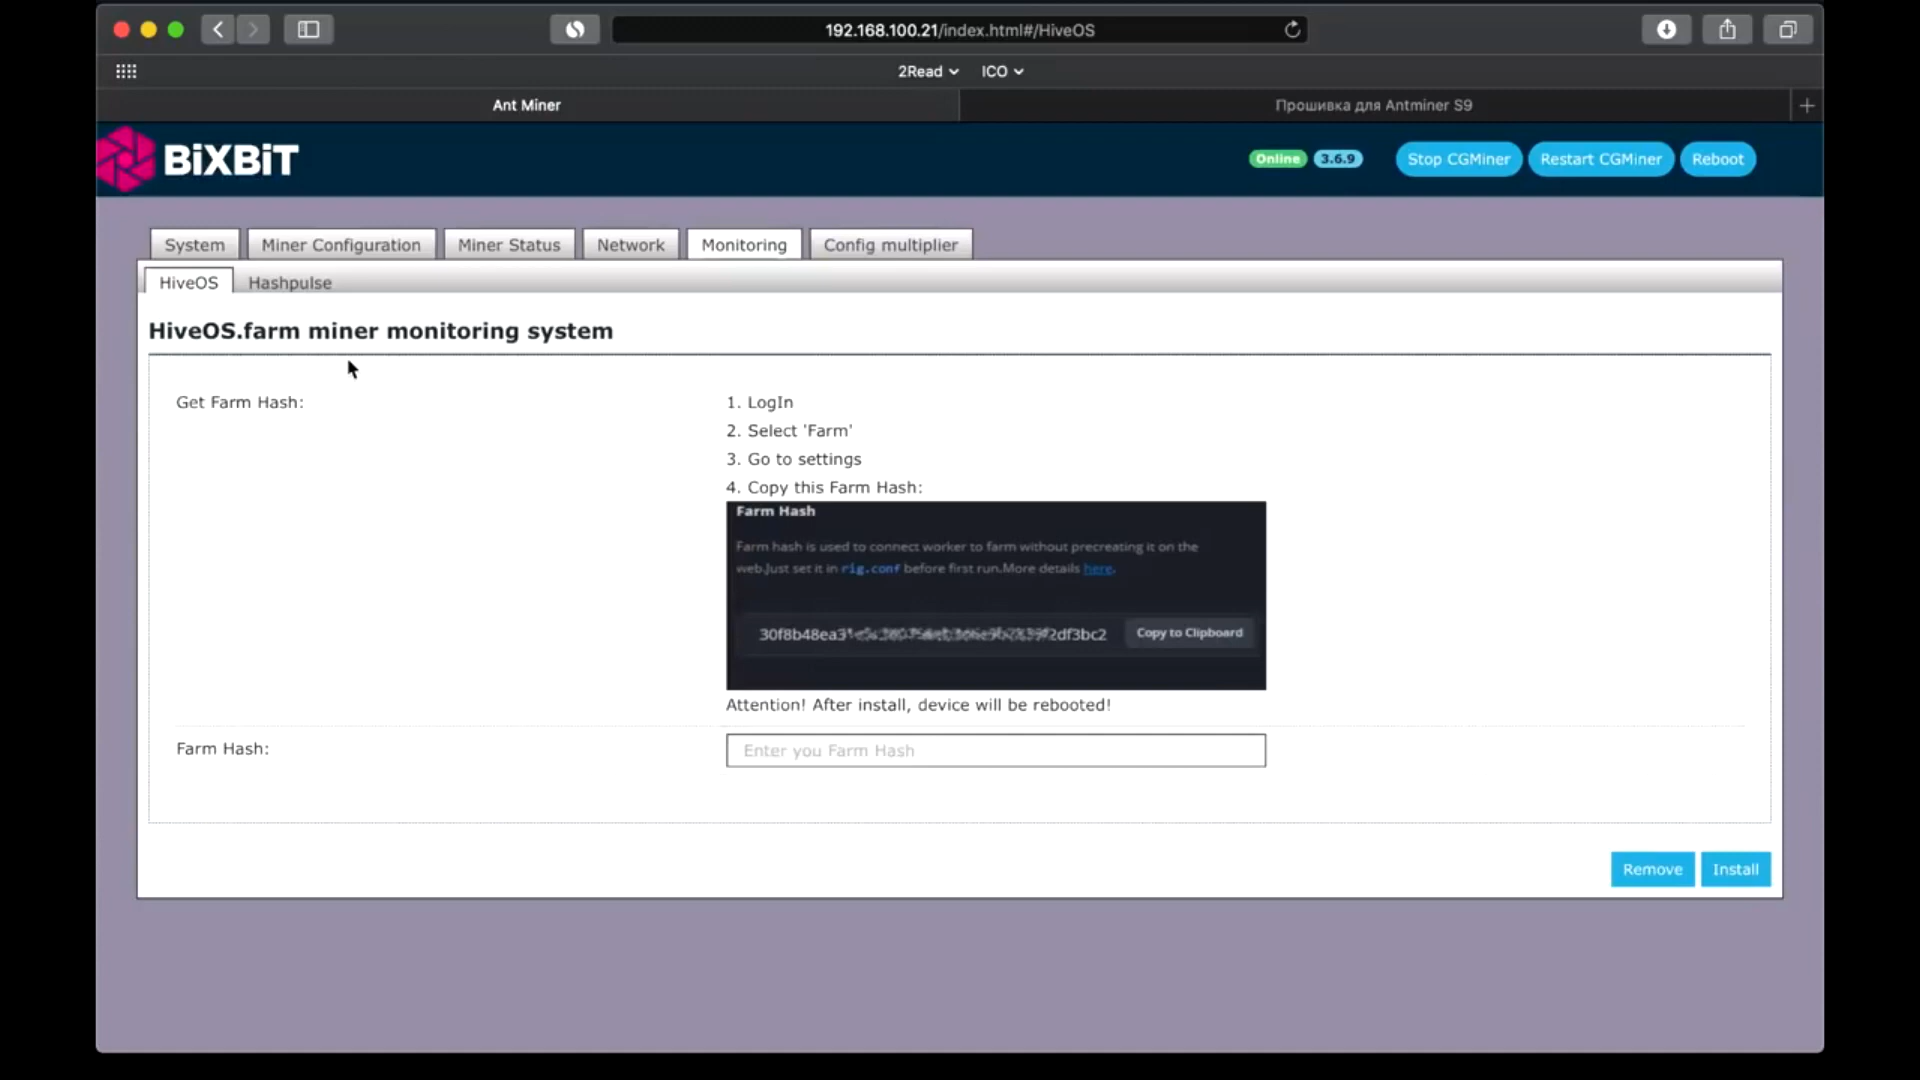 192.168.100.21/index.html#/HiveOS
2Read ICO
Ant Miner Прошивка для Antminer S9
BiXBiT Online 3.6.9 Stop CGMiner Restart CGMiner Reboot
System Miner Configuration Miner Status Network Monitoring Config multiplier
HiveOS Hashpulse
HiveOS.farm miner monitoring system
Get Farm Hash: 1. LogIn
2. Select 'Farm'
3. Go to settings
4. Copy this Farm Hash:
Farm Hash
Farm hash is used to connect worker to farm without precreating it on the
web.Just set it in rig.conf before first run.More details here.
30f8b48ea3 2df3bc2 Copy to Clipboard
Attention! After install, device will be rebooted!
Farm Hash: Enter you Farm Hash
Remove Install